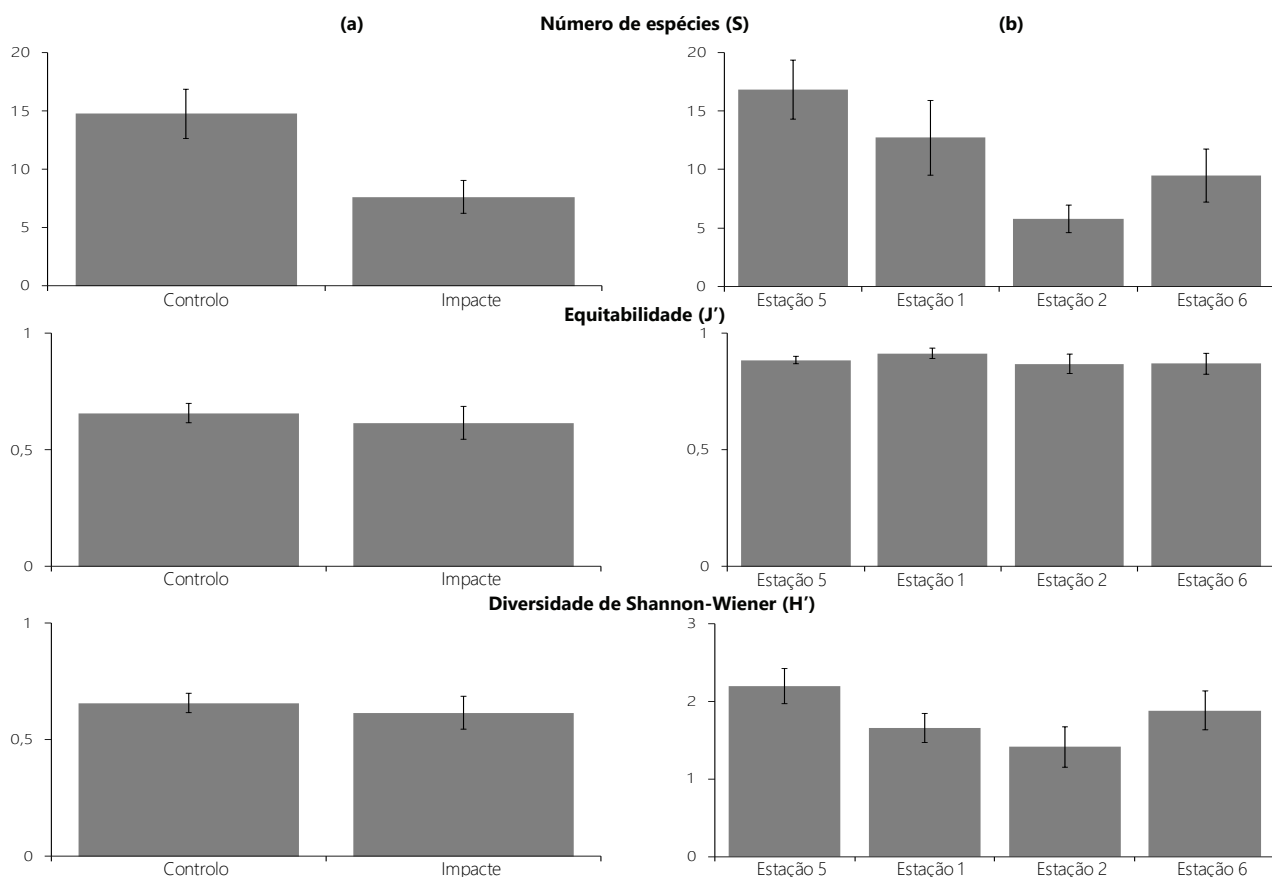 (a) Número de espécies (S) (b)
20
15
10
5
0
Controlo Impacte
20
15
10
5
0
Estação 5 Estação 1 Estação 2 Estação 6
Equitabilidade (J’)
1
0,5
0
Controlo Impacte
1
0,5
0
Estação 5 Estação 1 Estação 2 Estação 6
Diversidade de Shannon-Wiener (H’)
1
0,5
0
Controlo Impacte
3
2
1
0
Estação 5 Estação 1 Estação 2 Estação 6